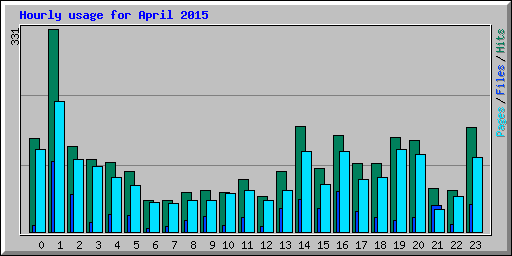 Hourly usage for April 2015
331
Pages/Files/Hits
0 1 2 3 4 5 6 7 8 9 10 11 12 13 14 15 16 17 18 19 20 21 22 23